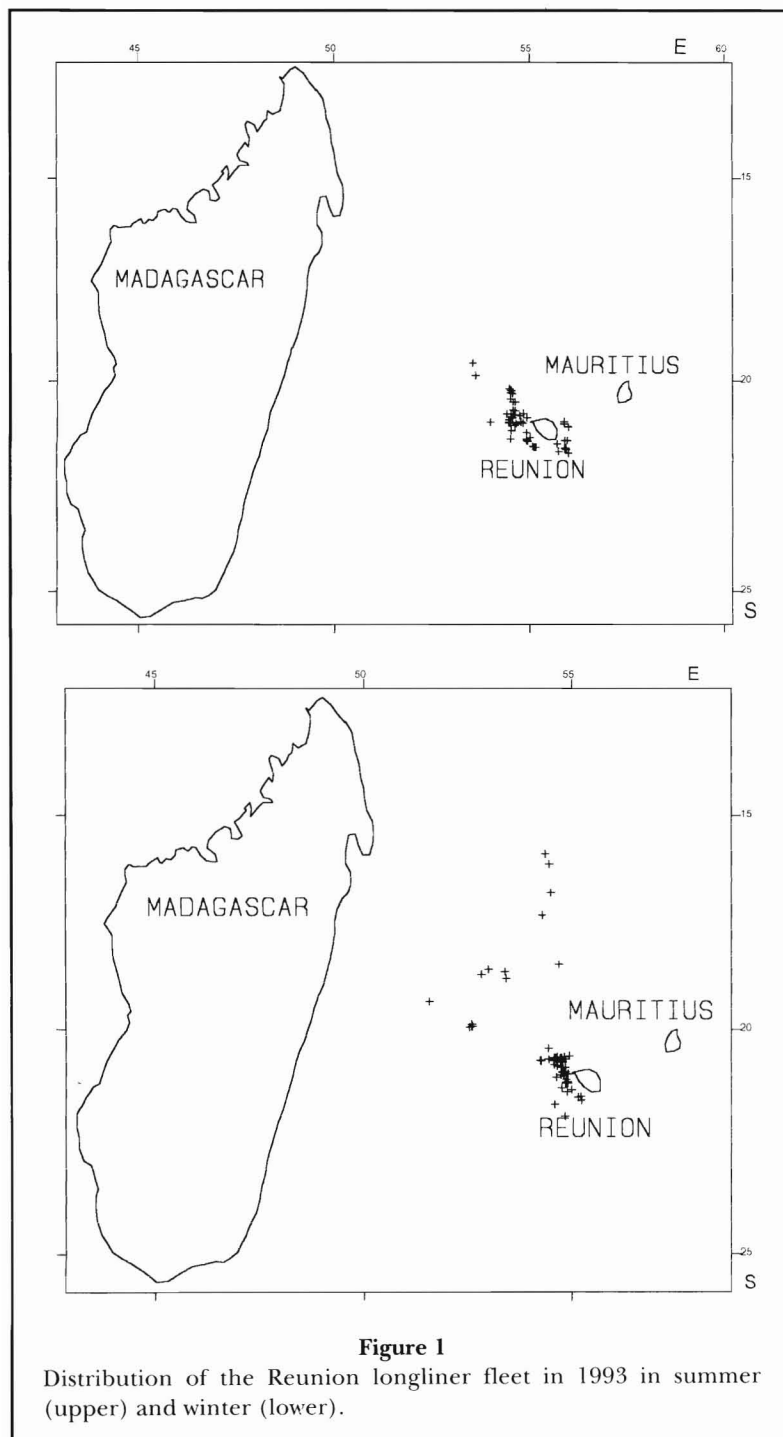 45 50 55 E 60
15
MADAGASCAR
MAURITIUS
20
REUNION
25
S
45 50 55 E
15
MADAGASCAR
MAURITIUS
20
REUNION
25
S
Figure 1
Distribution of the Reunion longliner fleet in 1993 in summer
(upper) and winter (lower).